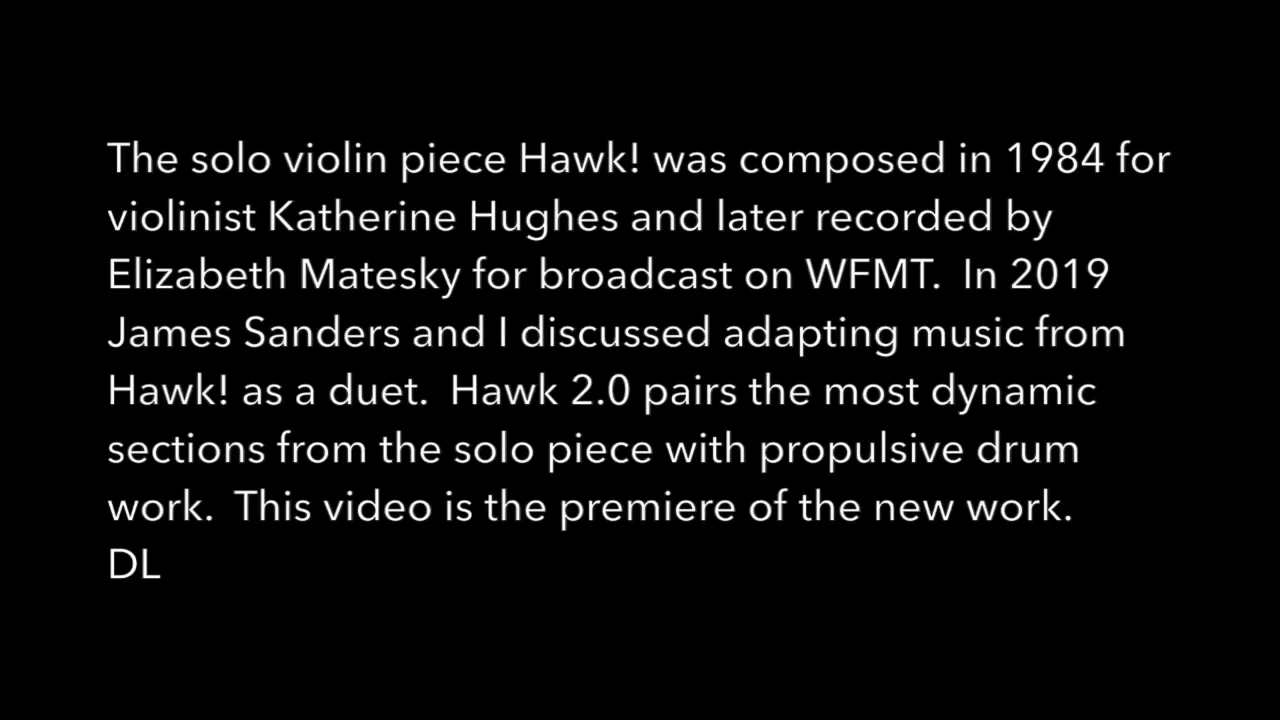 The solo violin piece Hawk! was composed in 1984 for
violinist Katherine Hughes and later recorded by
Elizabeth Matesky for broadcast on WFMT.  In 2019
James Sanders and I discussed adapting music from
Hawk! as a duet.  Hawk 2.0 pairs the most dynamic
sections from the solo piece with propulsive drum
work.  This video is the premiere of the new work.
DL